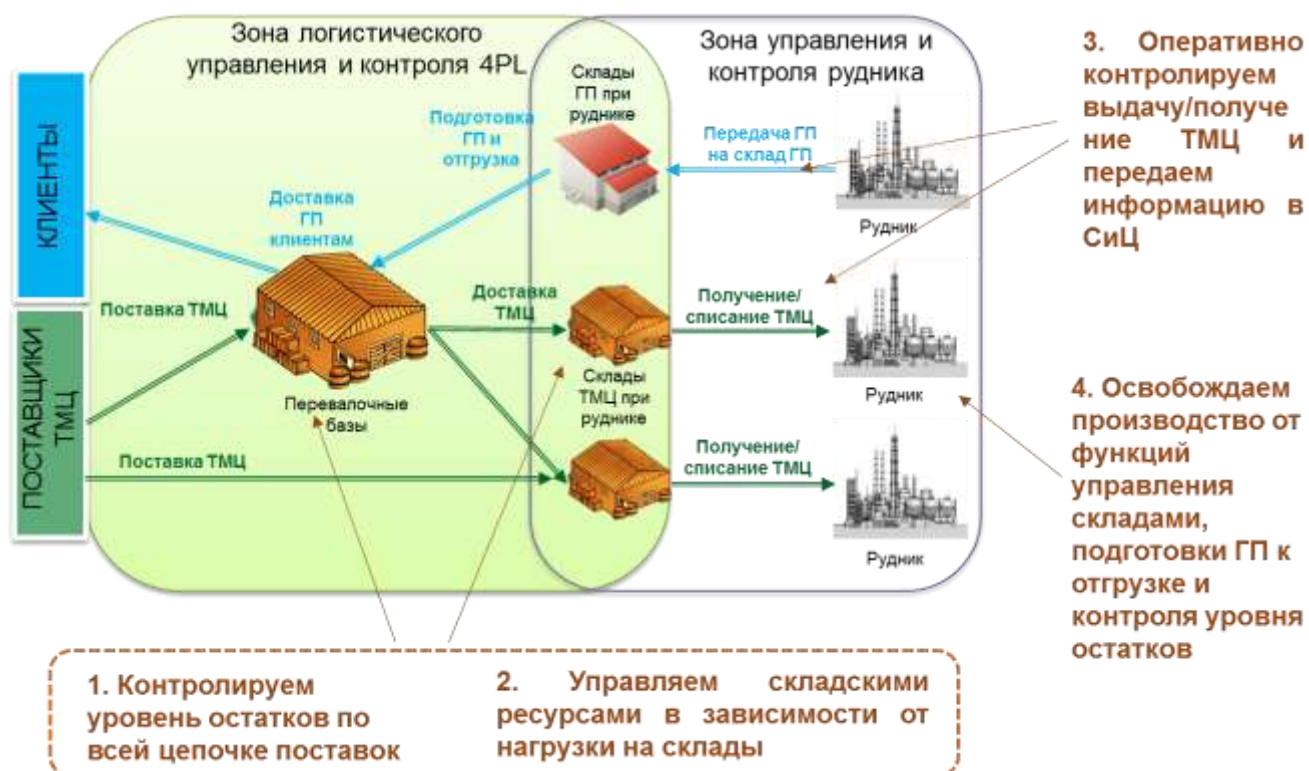 Зона логистического
управления и контроля 4PL
Зона управления и
контроля рудника
Склады
ГП при
руднике
КЛИЕНТЫ
Подготовка
ГП и
отгрузка
Передача ГП
на склад ГП
Рудник
Доставка
ГП
клиентам
ПОСТАВЩИКИ
ТМЦ
Поставка ТМЦ
Доставка
ТМЦ
Получение/
списание ТМЦ
Перевалочные
базы
Склады
ТМЦ при
руднике
Рудник
Поставка ТМЦ
Получение/
списание ТМЦ
Рудник
3. Оперативно
контролируем
выдачу/получе
ние ТМЦ и
передаем
информацию в
СиЦ
4. Освобождаем
производство от
функций
управления
складами,
подготовки ГП к
отгрузке и
контроля уровня
остатков
1. Контролируем
уровень остатков по
всей цепочке поставок
2. Управляем складскими
ресурсами в зависимости от
нагрузки на склады